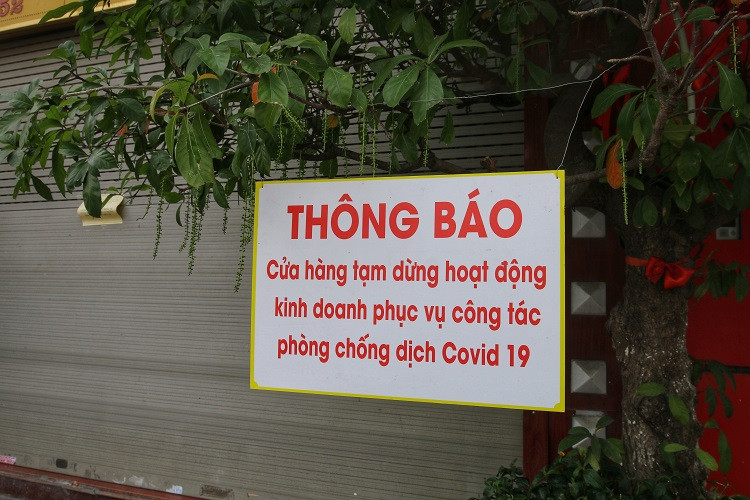 52
THÔNG BÁO
Cửa hàng tạm dừng hoạt động
kinh doanh phục vụ công tác
phòng chống dịch Covid 19